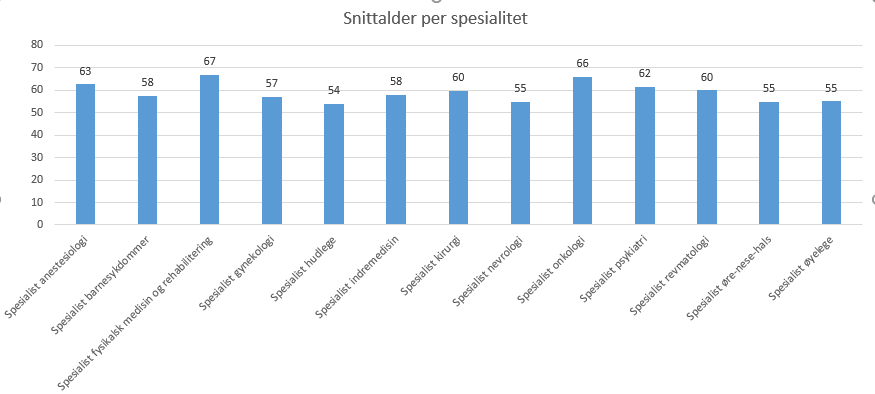 Snittalder per spesialitet
80
70
60
50
40
30
20
10
0
63
58
67
57
54
58
60
55
66
62
60
55
55
Spesialist anestesiologi
Spesialist barnesykdommer
Spesialist fysikalsk medisin og rehabilitering
Spesialist gynekologi
Spesialist hudlege
Spesialist indremedisin
Spesialist kirurgi
Spesialist nevrologi
Spesialist onkologi
Spesialist psykiatri
Spesialist revmatologi
Spesialist øre-nese-hals
Spesialist øyelege